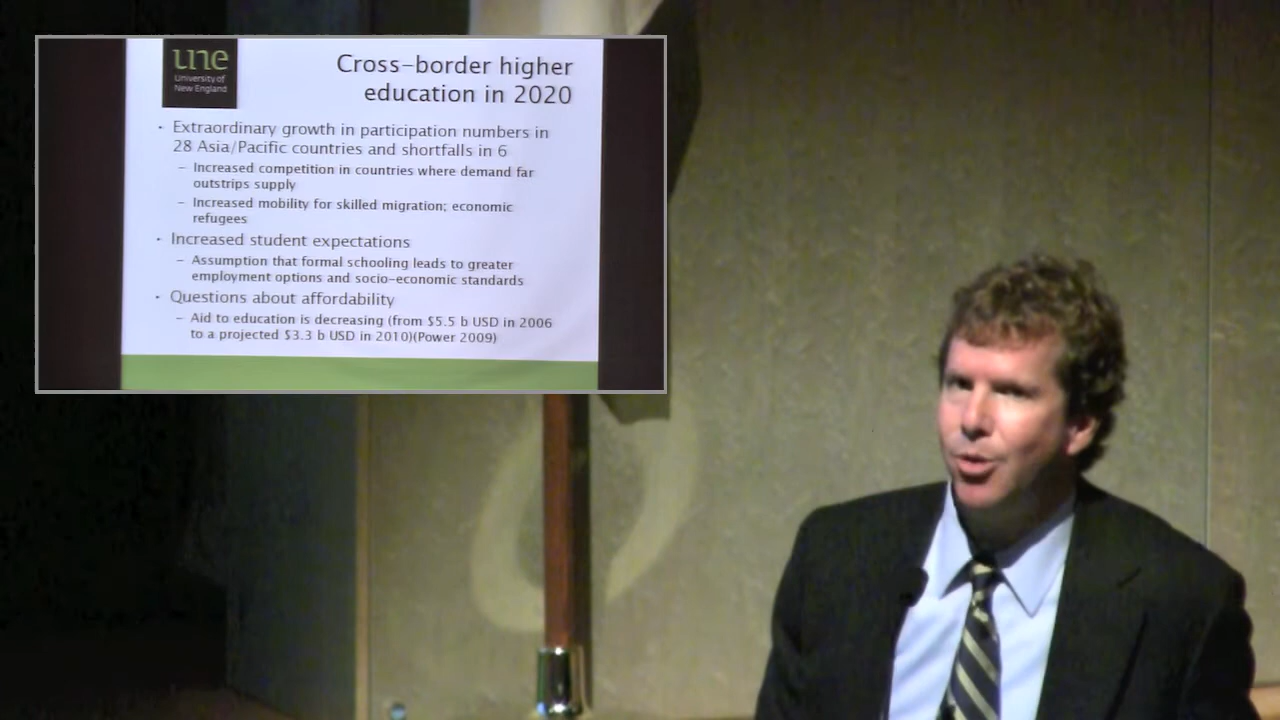 une
University of
New England
Cross-border higher
education in 2020
· Extraordinary growth in participation numbers in
28 Asia/Pacific countries and shortfalls in 6
– Increased competition in countries where demand far
outstrips supply
– Increased mobility for skilled migration; economic
refugees
· Increased student expectations
– Assumption that formal schooling leads to greater
employment options and socio-economic standards
· Questions about affordability
– Aid to education is decreasing (from $5.5 b USD in 2006
to a projected $3.3 b USD in 2010)(Power 2009)